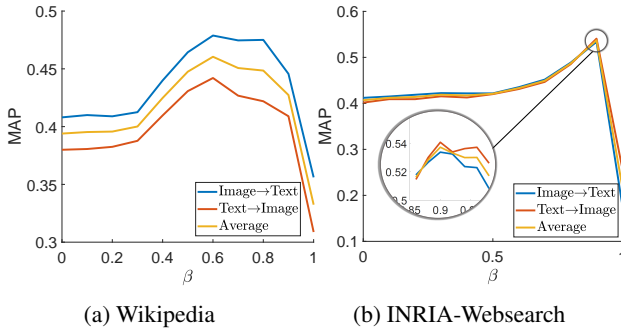 0.5
0.45
0.4
0.35
0.3
MAP
0 0.2 0.4 0.6 0.8 1
β
Image→Text
Text→Image
Average
(a) Wikipedia
0.6
0.5
0.4
0.3
0.2
0.1
MAP
0 0.5 1
β
0.54
0.52
0.5
85 0.9
Image→Text
Text→Image
Average
(b) INRIA-Websearch